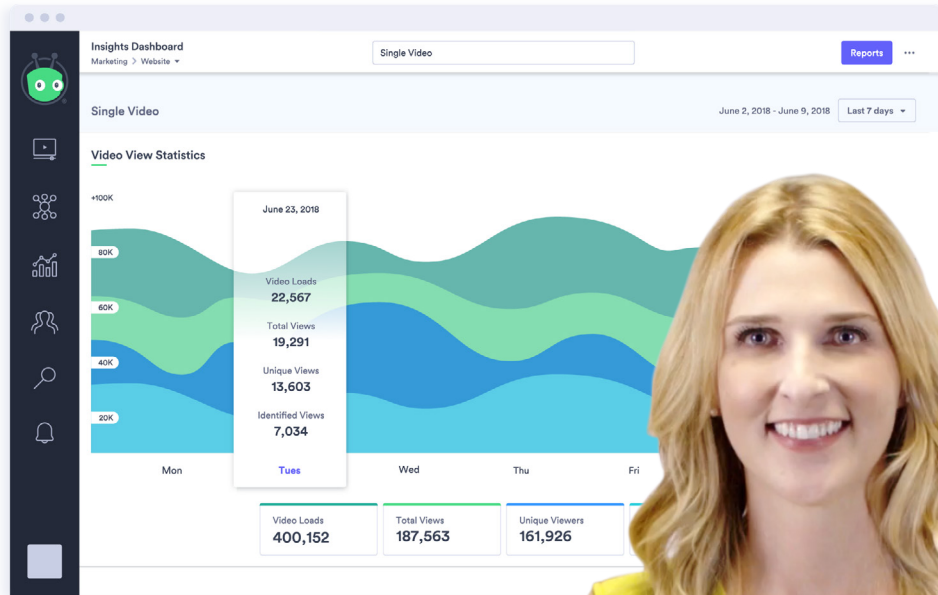 Insights Dashboard
Marketing > Website
Single Video
Reports
Single Video
June 2, 2018 - June 9, 2018
Last 7 days
Video View Statistics
+100K
80K
60K
40K
20K
June 23, 2018
Video Loads
22,567
Total Views
19,291
Unique Views
13,603
Identified Views
7,034
Mon
Tues
Wed
Thu
Fri
Video Loads
400,152
Total Views
187,563
Unique Viewers
161,926